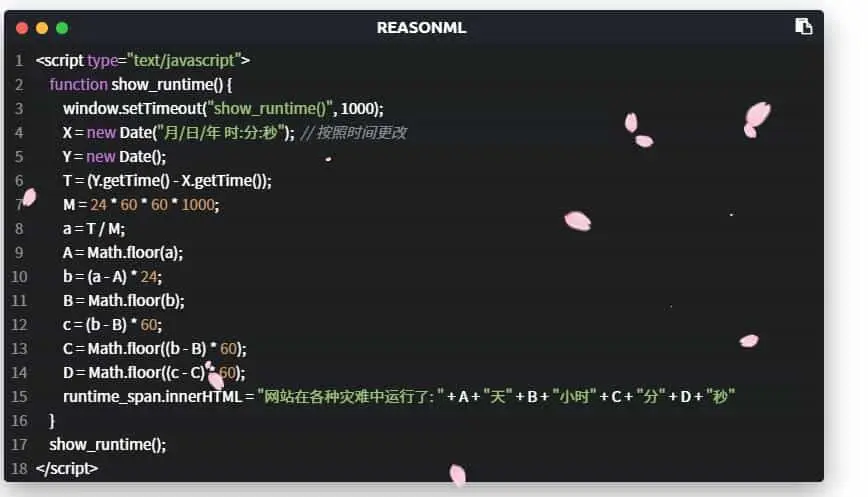 REASONML
1 <script type="text/javascript">
2 function show_runtime() {
3 window.setTimeout("show_runtime()", 1000);
4 X = new Date("月/日/年 时:分:秒"); //按照时间更改
5 Y = new Date();
6 T = (Y.getTime() - X.getTime());
7 M = 24 * 60 * 60 * 1000;
8 a = T / M;
9 A = Math.floor(a);
10 b = (a - A) * 24;
11 B = Math.floor(b);
12 c = (b - B) * 60;
13 C = Math.floor((b - B) * 60);
14 D = Math.floor((c - C) * 60);
15 runtime_span.innerHTML = "网站在各种灾难中运行了: " + A + "天" + B + "小时" + C + "分" + D + "秒"
16 }
17 show_runtime();
18 </script>